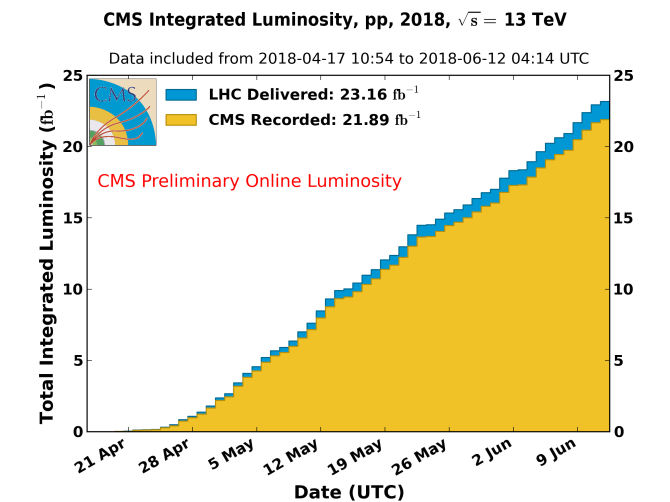 CMS Integrated Luminosity, pp, 2018, √s = 13 TeV
Data included from 2018-04-17 10:54 to 2018-06-12 04:14 UTC
25
20
15
10
5
0
Total Integrated Luminosity (fb⁻¹)
CMS
LHC Delivered: 23.16 fb⁻¹
CMS Recorded: 21.89 fb⁻¹
CMS Preliminary Online Luminosity
25
20
15
10
5
0
21 Apr
28 Apr
5 May
12 May
19 May
26 May
2 Jun
9 Jun
Date (UTC)